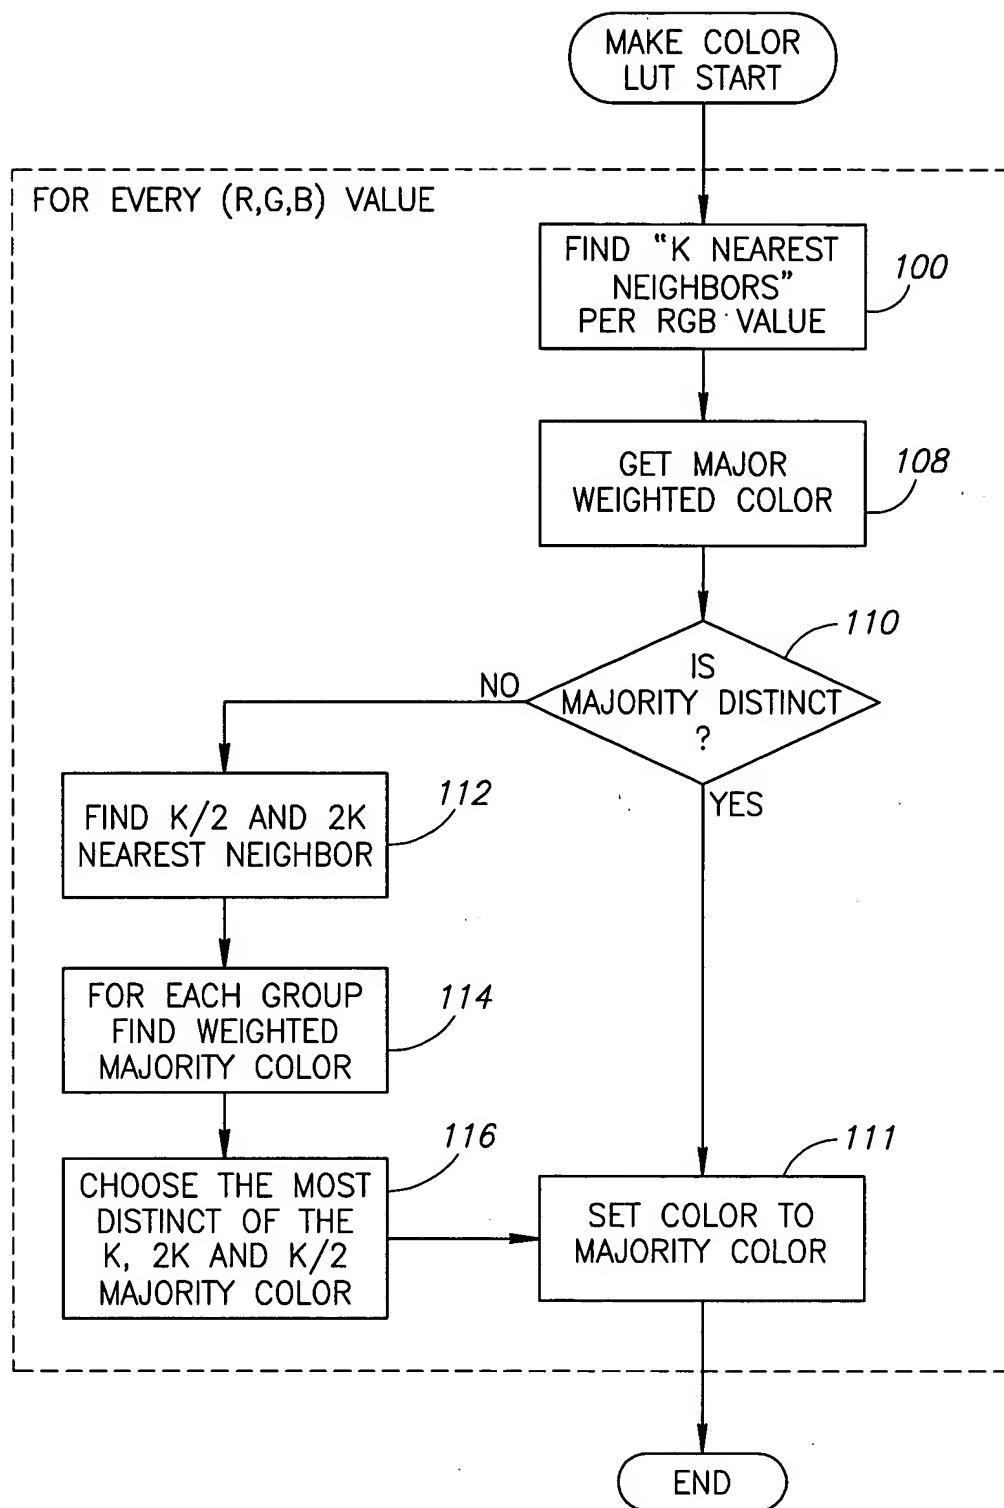 MAKE COLOR
LUT START
FOR EVERY (R,G,B) VALUE
FIND "K NEAREST
NEIGHBORS"
PER RGB VALUE
100
GET MAJOR
WEIGHTED COLOR
108
110
IS
MAJORITY DISTINCT
?
NO
YES
FIND K/2 AND 2K
NEAREST NEIGHBOR
112
FOR EACH GROUP
FIND WEIGHTED
MAJORITY COLOR
114
116
CHOOSE THE MOST
DISTINCT OF THE
K, 2K AND K/2
MAJORITY COLOR
111
SET COLOR TO
MAJORITY COLOR
END